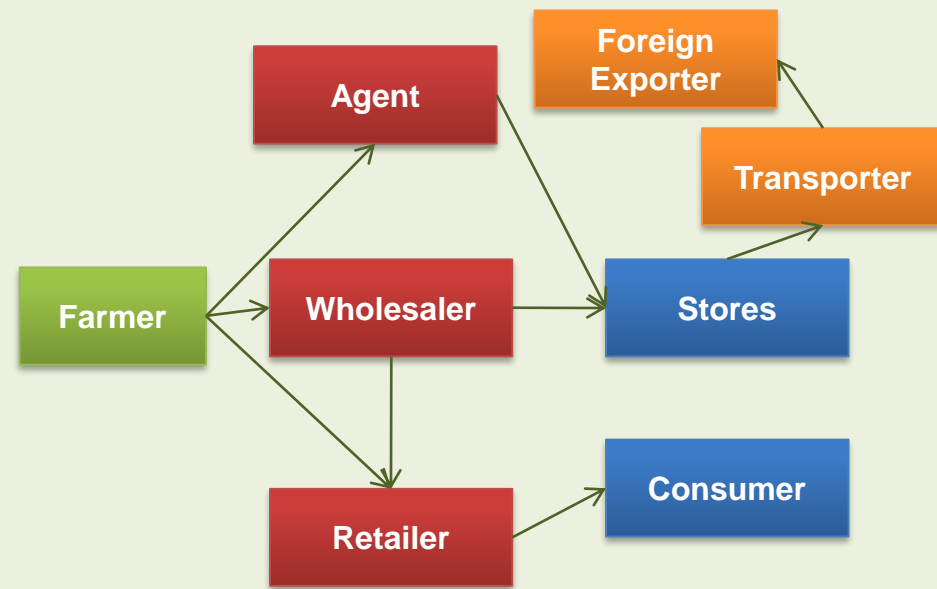 Foreign
Exporter
Agent
Transporter
Farmer
Wholesaler
Stores
Consumer
Retailer